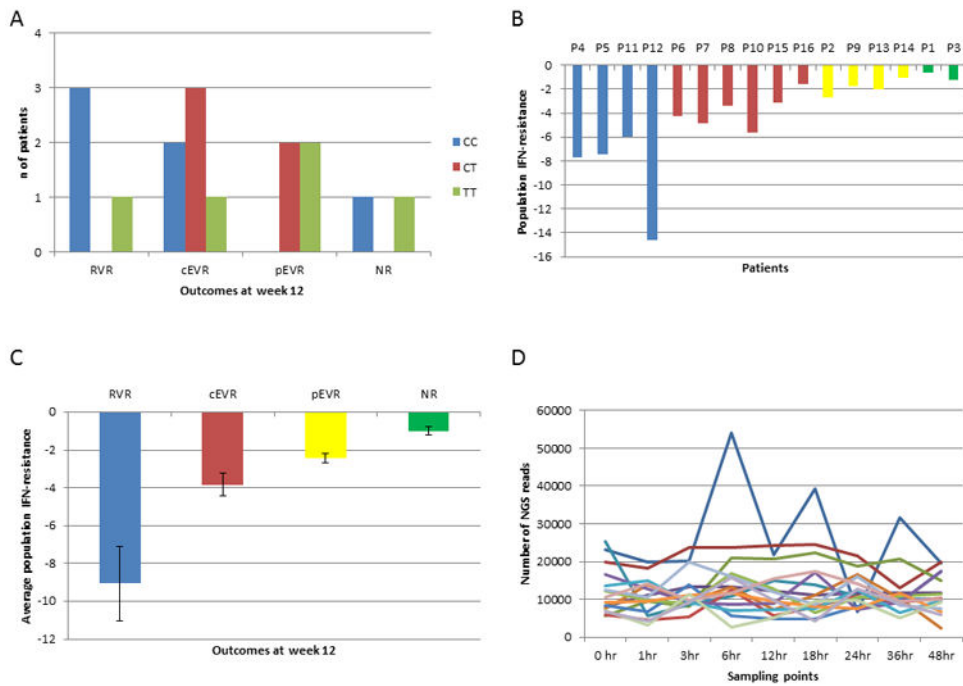 A
4
3
2
1
0
n of patients
RVR
cEVR
pEVR
NR
Outcomes at week 12
CC
CT
TT
B
P4 P5 P11 P12 P6 P7 P8 P10 P15 P16 P2 P9 P13 P14 P1 P3
0
-2
-4
-6
-8
-10
-12
-14
-16
Population IFN-resistance
Patients
C
RVR
cEVR
pEVR
NR
0
-2
-4
-6
-8
-10
-12
Average population IFN-resistance
Outcomes at week 12
D
60000
50000
40000
30000
20000
10000
0
Number of NGS reads
0 hr 1hr 3hr 6hr 12hr 18hr 24hr 36hr 48hr
Sampling points